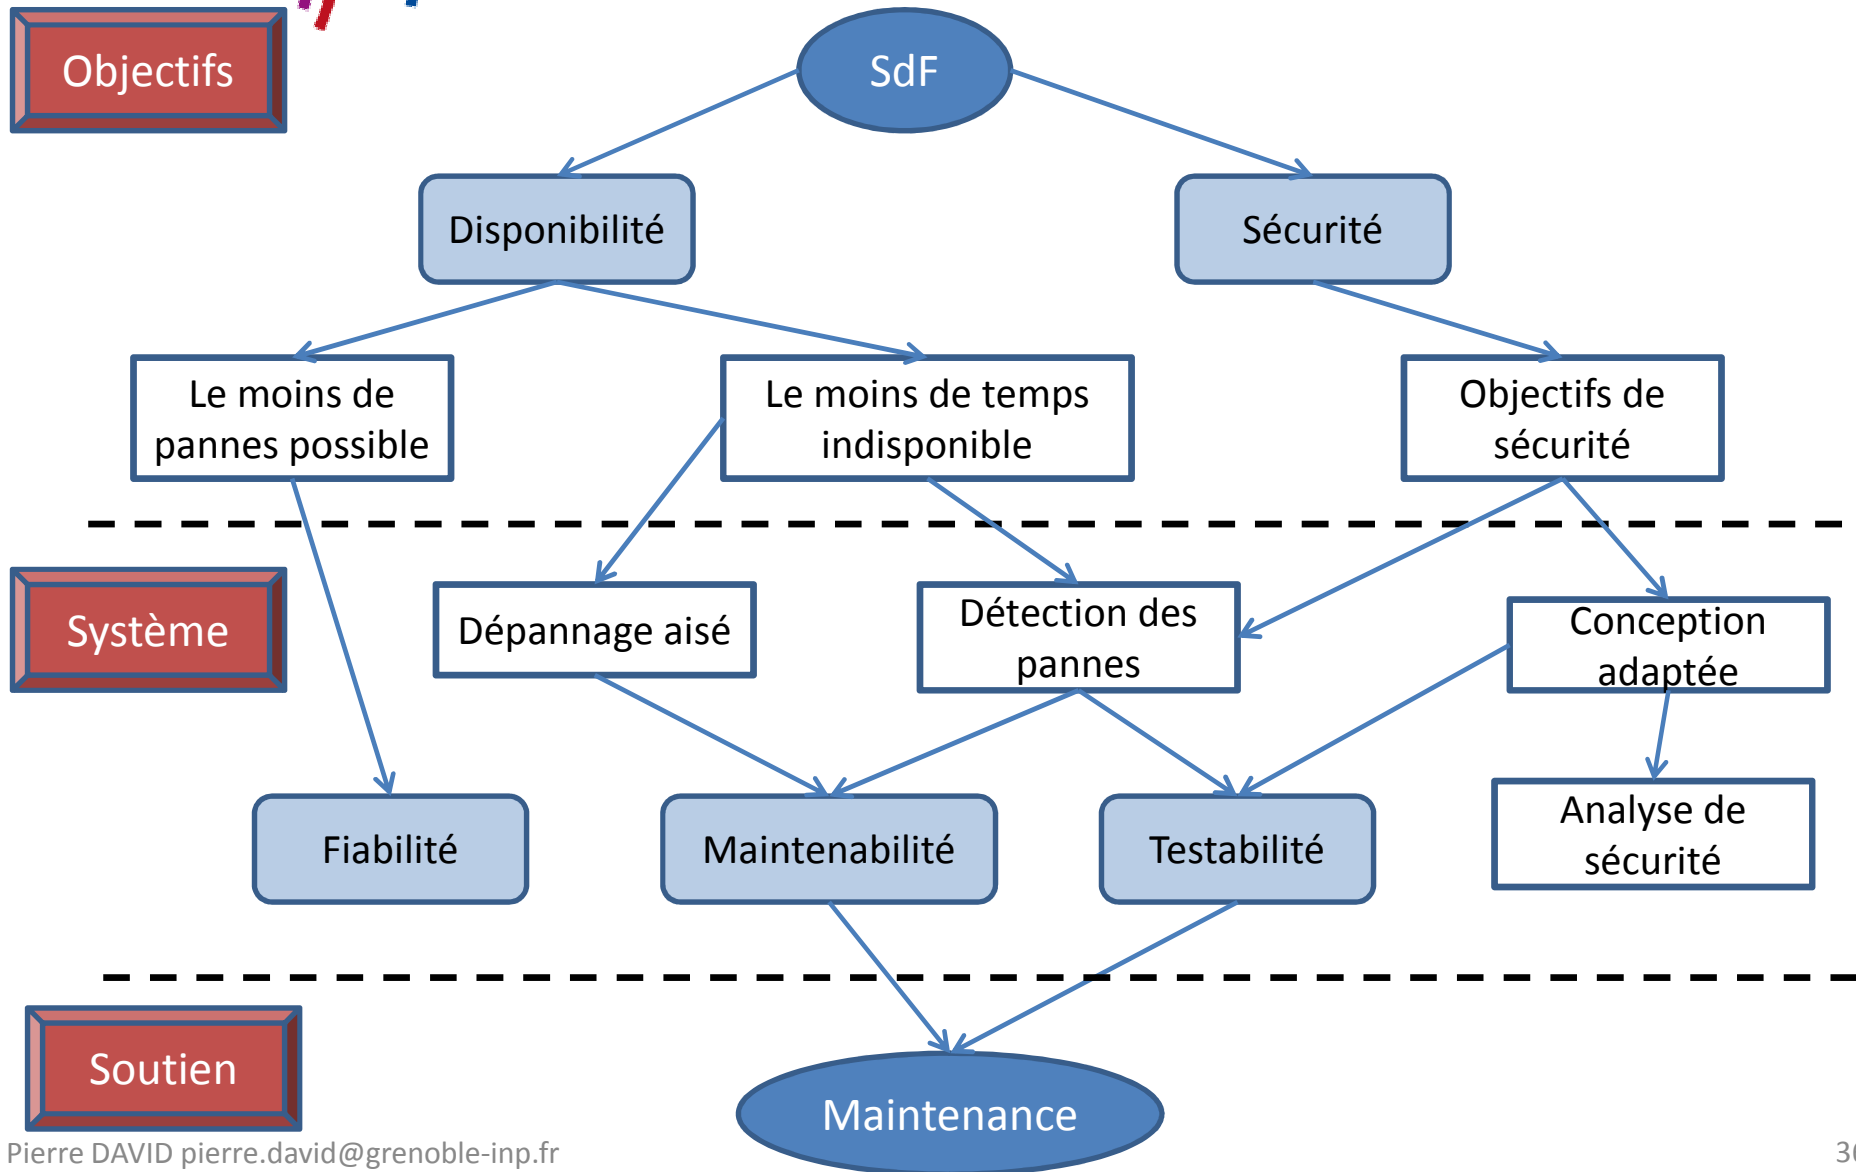 Objectifs
SdF
Disponibilité
Sécurité
Le moins de
pannes possible
Le moins de temps
indisponible
Objectifs de
sécurité
Système
Dépannage aisé
Détection des
pannes
Conception
adaptée
Fiabilité
Maintenabilité
Testabilité
Analyse de
sécurité
Soutien
Maintenance
Pierre DAVID pierre.david@grenoble-inp.fr